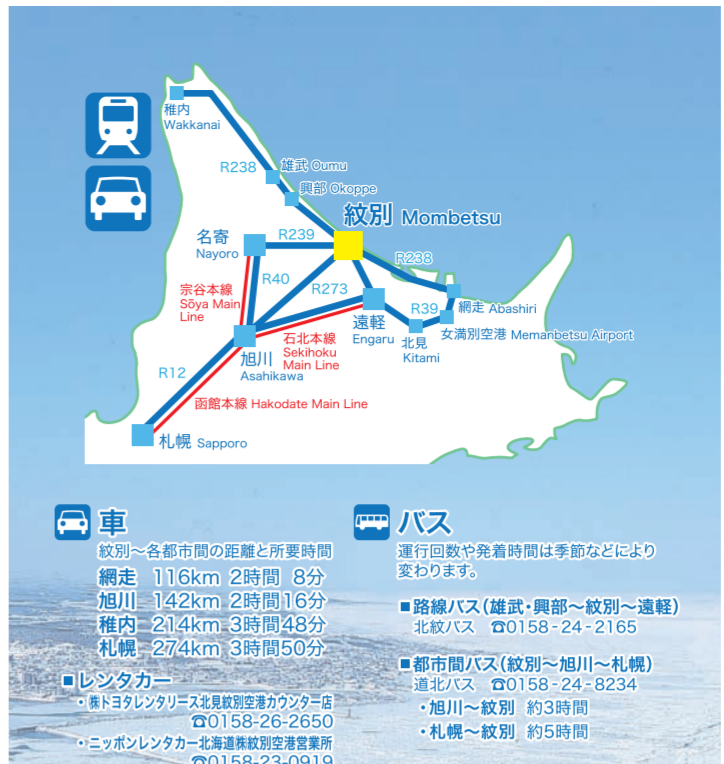 稚内
Wakkanai
R238
雄武 Oumu
興部 Okoppe
紋別 Mombetsu
名寄
Nayoro
R239
R238
宗谷本線
Sōya Main
Line
R40
R273
遠軽
Engaru
R39
網走 Abashiri
女満別空港 Memanbetsu Airport
北見
Kitami
石北本線
Sekihoku
Main Line
旭川
Asahikawa
R12
函館本線 Hakodate Main Line
札幌 Sapporo
車
紋別～各都市間の距離と所要時間
網走 116km 2時間 8分
旭川 142km 2時間16分
稚内 214km 3時間48分
札幌 274km 3時間50分
■レンタカー
・㈱トヨタレンタリース北見紋別空港カウンター店
☎0158-26-2650
・ニッポンレンタカー北海道㈱紋別空港営業所
☎0158-23-0919
バス
運行回数や発着時間は季節などにより
変わります。
■路線バス（雄武・興部～紋別～遠軽）
北紋バス ☎0158-24-2165
■都市間バス（紋別～旭川～札幌）
道北バス ☎0158-24-8234
・旭川～紋別 約3時間
・札幌～紋別 約5時間